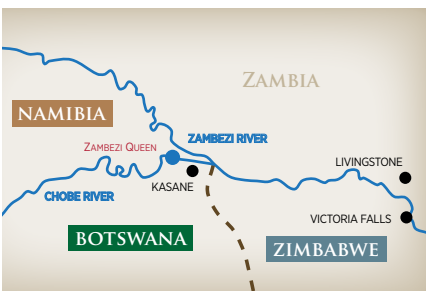 ZAMBIA
NAMIBIA
ZAMBEZI QUEEN
ZAMBEZI RIVER
LIVINGSTONE
KASANE
CHOBE RIVER
VICTORIA FALLS
BOTSWANA
ZIMBABWE